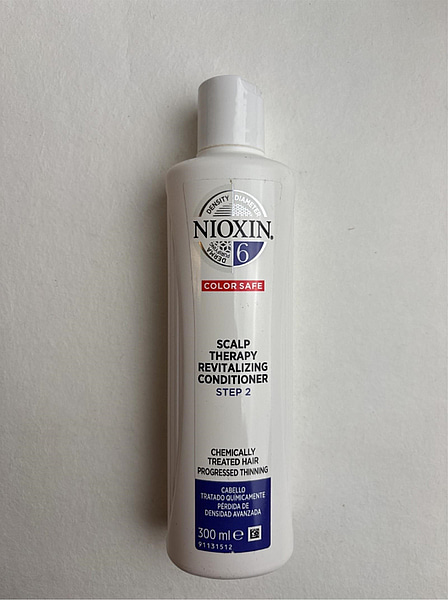 DENSITY DIAMETER
NIOXIN
DERMA PURIFYING
6
COLOR SAFE
SCALP
THERAPY
REVITALIZING
CONDITIONER
STEP 2
CHEMICALLY
TREATED HAIR
PROGRESSED THINNING
CABELLO
TRATADO QUÍMICAMENTE
PÉRDIDA DE
DENSIDAD AVANZADA
300 ml e
91131512